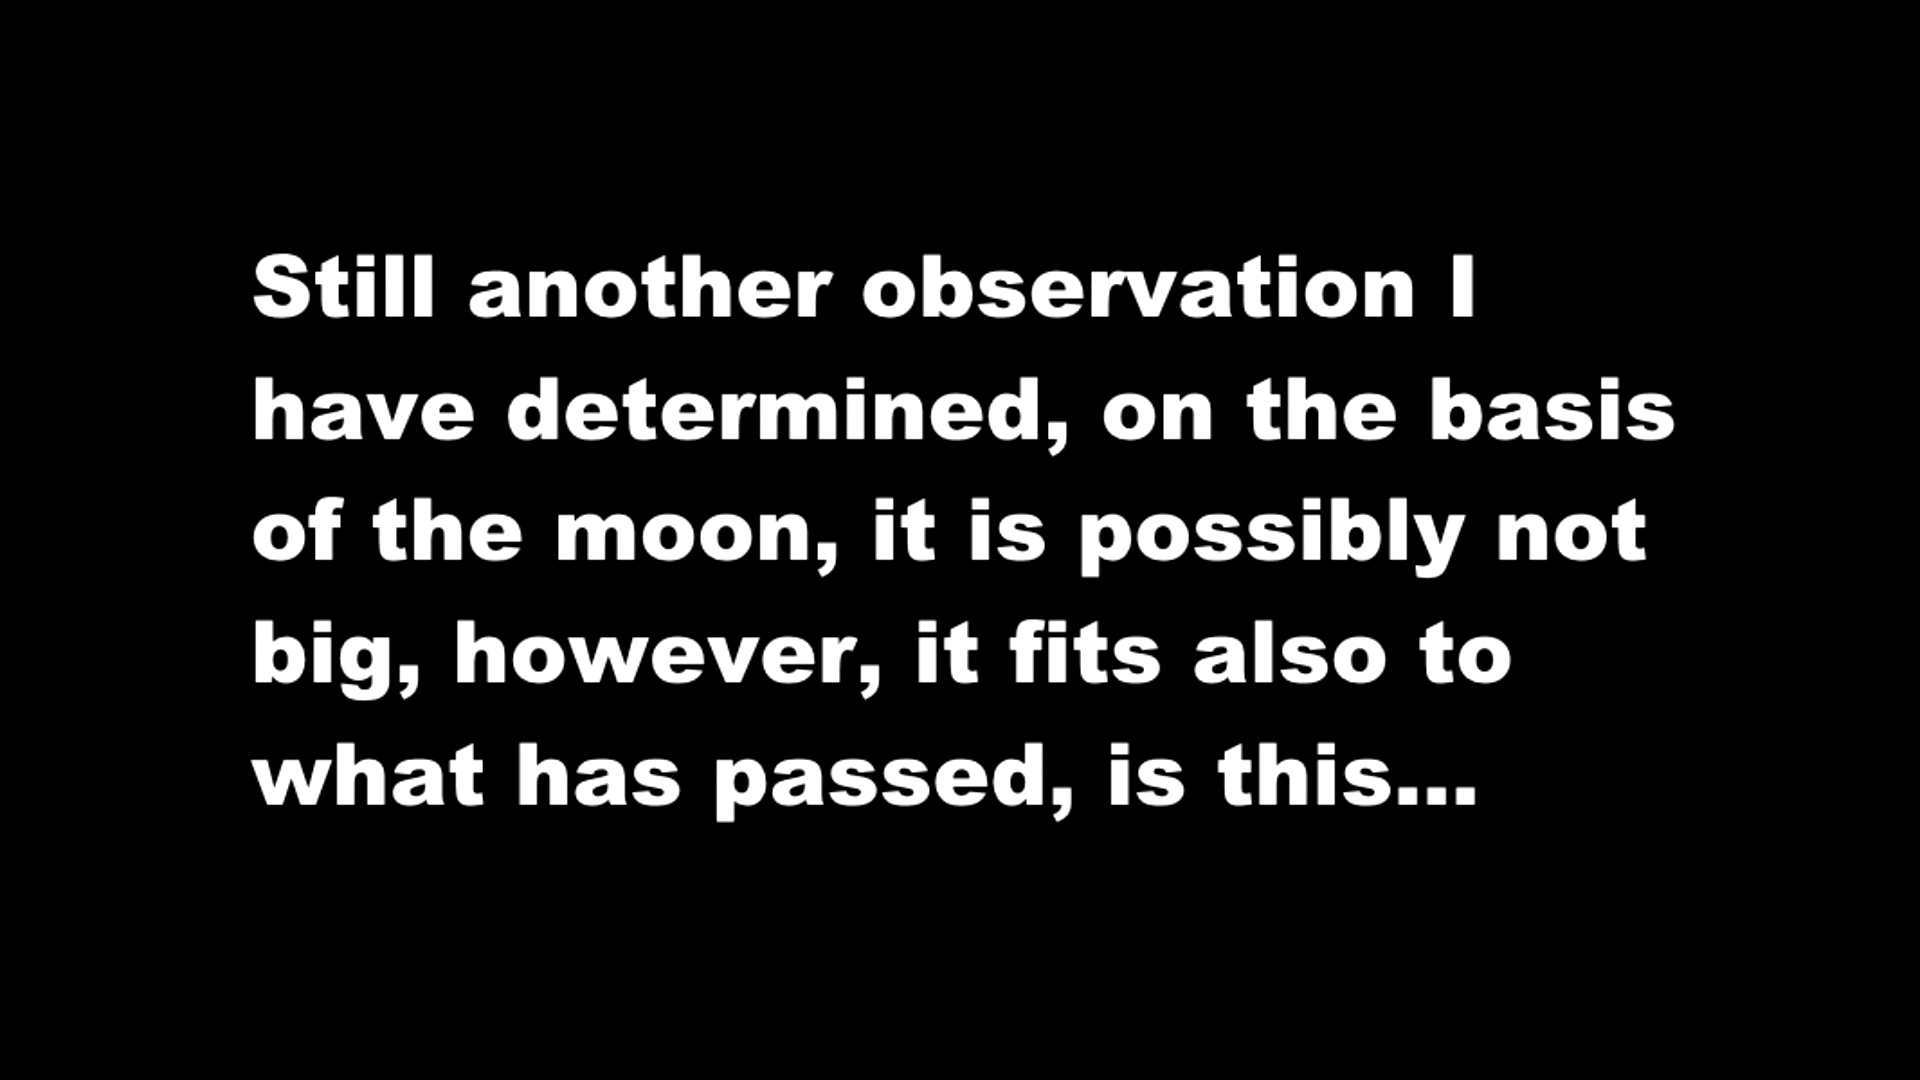 Still another observation I
have determined, on the basis
of the moon, it is possibly not
big, however, it fits also to
what has passed, is this...